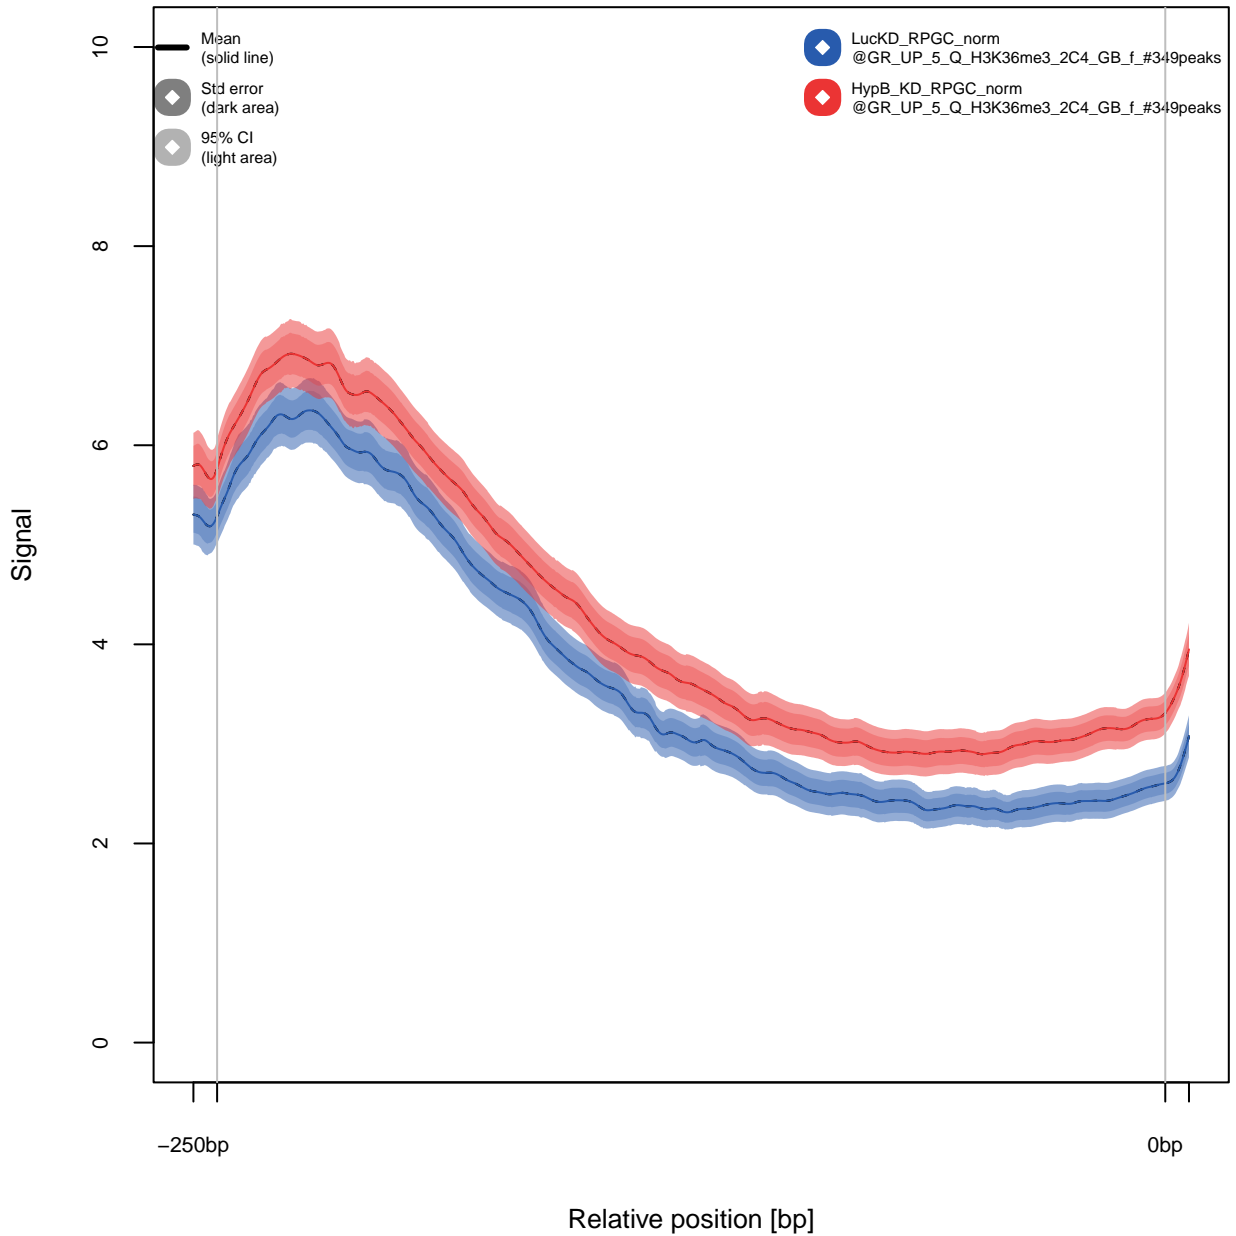 Mean
(solid line)
Std error
(dark area)
95% CI
(light area)
LucKD_RPGC_norm
@GR_UP_5_Q_H3K36me3_2C4_GB_f_#349peaks
HypB_KD_RPGC_norm
@GR_UP_5_Q_H3K36me3_2C4_GB_f_#349peaks
10
8
6
4
2
0
Signal
−250bp 0bp
Relative position [bp]